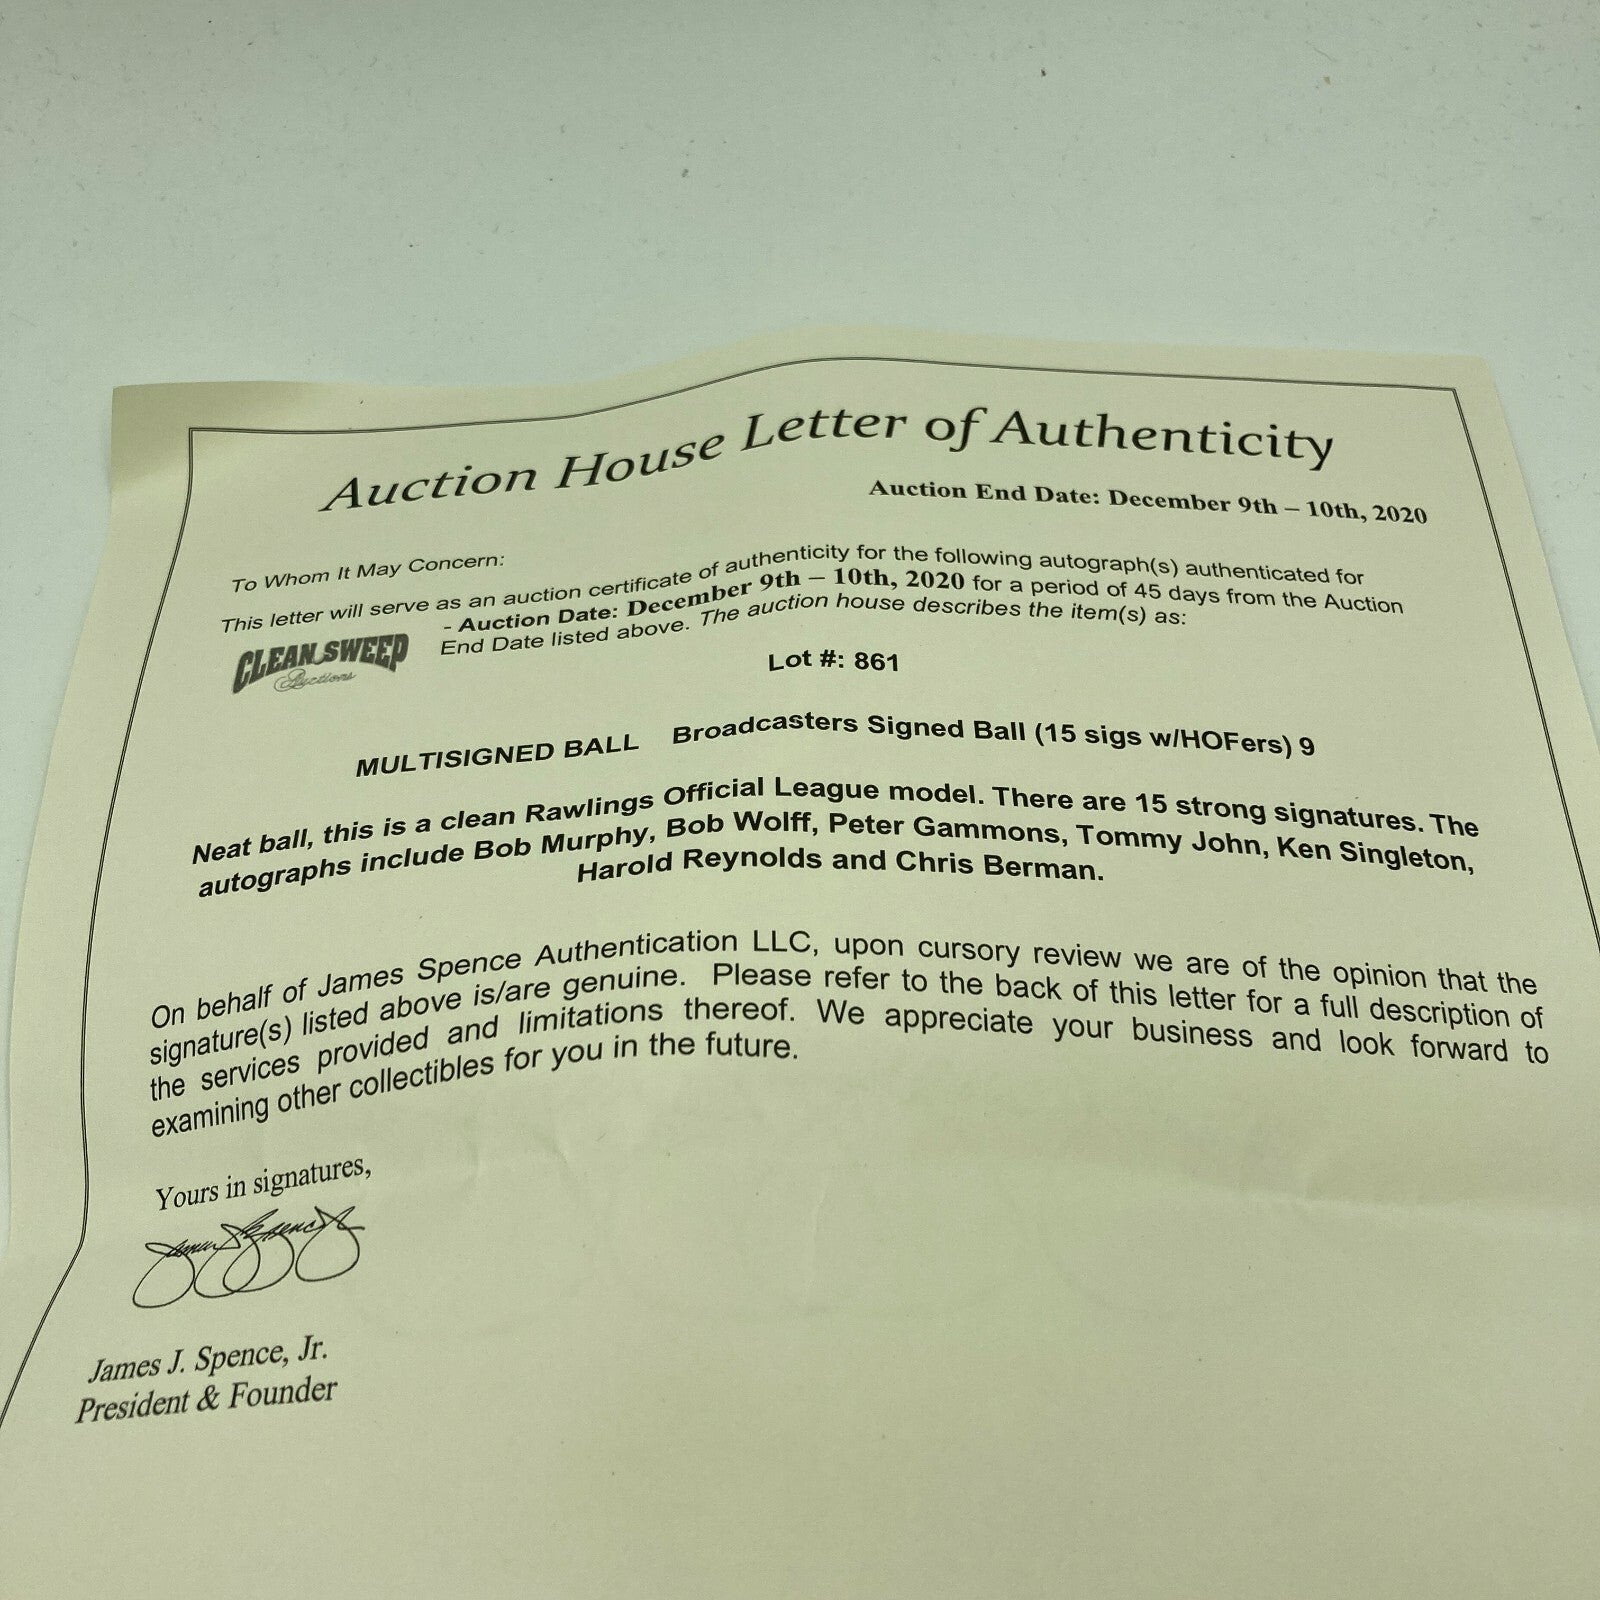 Auction House Letter of Authenticity
Auction End Date: December 9th – 10th, 2020
To Whom It May Concern:
This letter will serve as an auction certificate of authenticity for the following autograph(s) authenticated for
- Auction Date: December 9th – 10th, 2020 for a period of 45 days from the Auction
End Date listed above. The auction house describes the item(s) as:
CLEAN SWEEP
Auctions
Lot #: 861
MULTISIGNED BALL Broadcasters Signed Ball (15 sigs w/HOFers) 9
Neat ball, this is a clean Rawlings Official League model. There are 15 strong signatures. The
autographs include Bob Murphy, Bob Wolff, Peter Gammons, Tommy John, Ken Singleton,
Harold Reynolds and Chris Berman.
On behalf of James Spence Authentication LLC, upon cursory review we are of the opinion that the
signature(s) listed above is/are genuine. Please refer to the back of this letter for a full description of
the services provided and limitations thereof. We appreciate your business and look forward to
examining other collectibles for you in the future.
Yours in signatures,
James J. Spence, Jr.
James J. Spence, Jr.
President & Founder